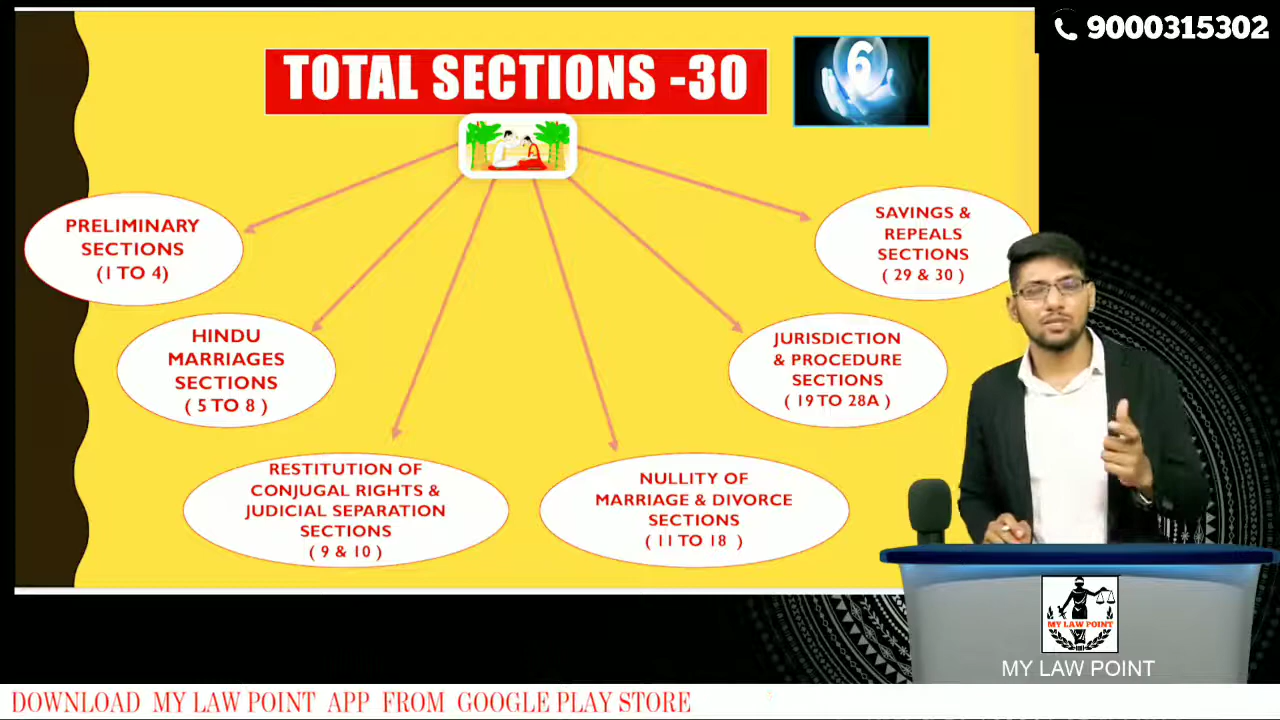 9000315302
TOTAL SECTIONS -30
6
PRELIMINARY
SECTIONS
(1 TO 4)
HINDU
MARRIAGES
SECTIONS
( 5 TO 8 )
RESTITUTION OF
CONJUGAL RIGHTS &
JUDICIAL SEPARATION
SECTIONS
( 9 & 10 )
NULLITY OF
MARRIAGE & DIVORCE
SECTIONS
( 11 TO 18 )
JURISDICTION
& PROCEDURE
SECTIONS
( 19 TO 28A )
SAVINGS &
REPEALS
SECTIONS
( 29 & 30 )
MY LAW POINT
MY LAW POINT
DOWNLOAD MY LAW POINT APP FROM GOOGLE PLAY STORE